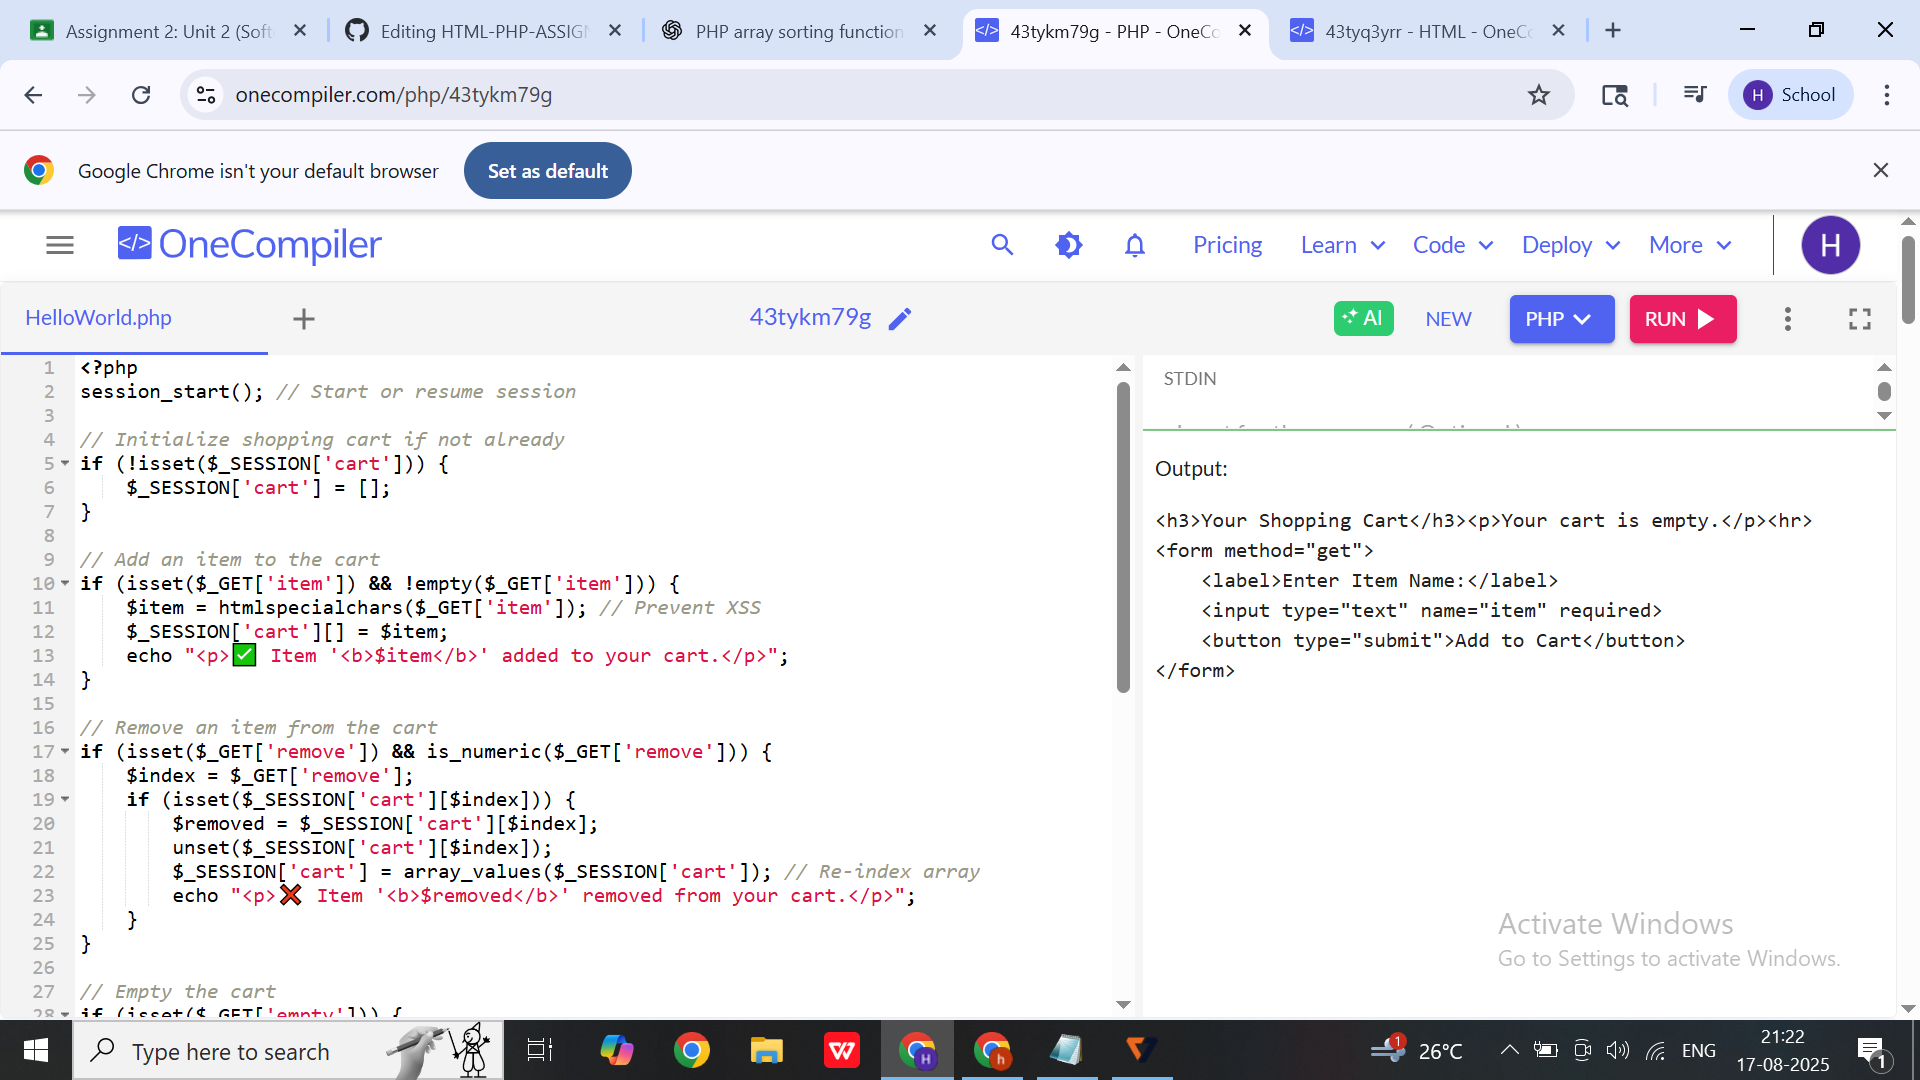 Assignment 2: Unit 2 (Soft
Editing HTML-PHP-ASSIGN
PHP array sorting function
43tykm79g - PHP - OneCo
43tyq3yrr - HTML - OneCo
onecompiler.com/php/43tykm79g
H School
Google Chrome isn't your default browser
Set as default
</> OneCompiler
Pricing
Learn
Code
Deploy
More
H
HelloWorld.php
43tykm79g
AI
NEW
PHP
RUN
1 <?php
2 session_start(); // Start or resume session
3
4 // Initialize shopping cart if not already
5 if (!isset($_SESSION['cart'])) {
6 $_SESSION['cart'] = [];
7 }
8
9 // Add an item to the cart
10 if (isset($_GET['item']) && !empty($_GET['item'])) {
11 $item = htmlspecialchars($_GET['item']); // Prevent XSS
12 $_SESSION['cart'][] = $item;
13 echo "<p>✅ Item '<b>$item</b>' added to your cart.</p>";
14 }
15
16 // Remove an item from the cart
17 if (isset($_GET['remove']) && is_numeric($_GET['remove'])) {
18 $index = $_GET['remove'];
19 if (isset($_SESSION['cart'][$index])) {
20 $removed = $_SESSION['cart'][$index];
21 unset($_SESSION['cart'][$index]);
22 $_SESSION['cart'] = array_values($_SESSION['cart']); // Re-index array
23 echo "<p>❌ Item '<b>$removed</b>' removed from your cart.</p>";
24 }
25 }
26
27 // Empty the cart
28 if (isset($_GET['empty'])) {
STDIN
Output:
<h3>Your Shopping Cart</h3><p>Your cart is empty.</p><hr>
<form method="get">
<label>Enter Item Name:</label>
<input type="text" name="item" required>
<button type="submit">Add to Cart</button>
</form>
Activate Windows
Go to Settings to activate Windows.
Type here to search
1
26°C
ENG
21:22
17-08-2025
1